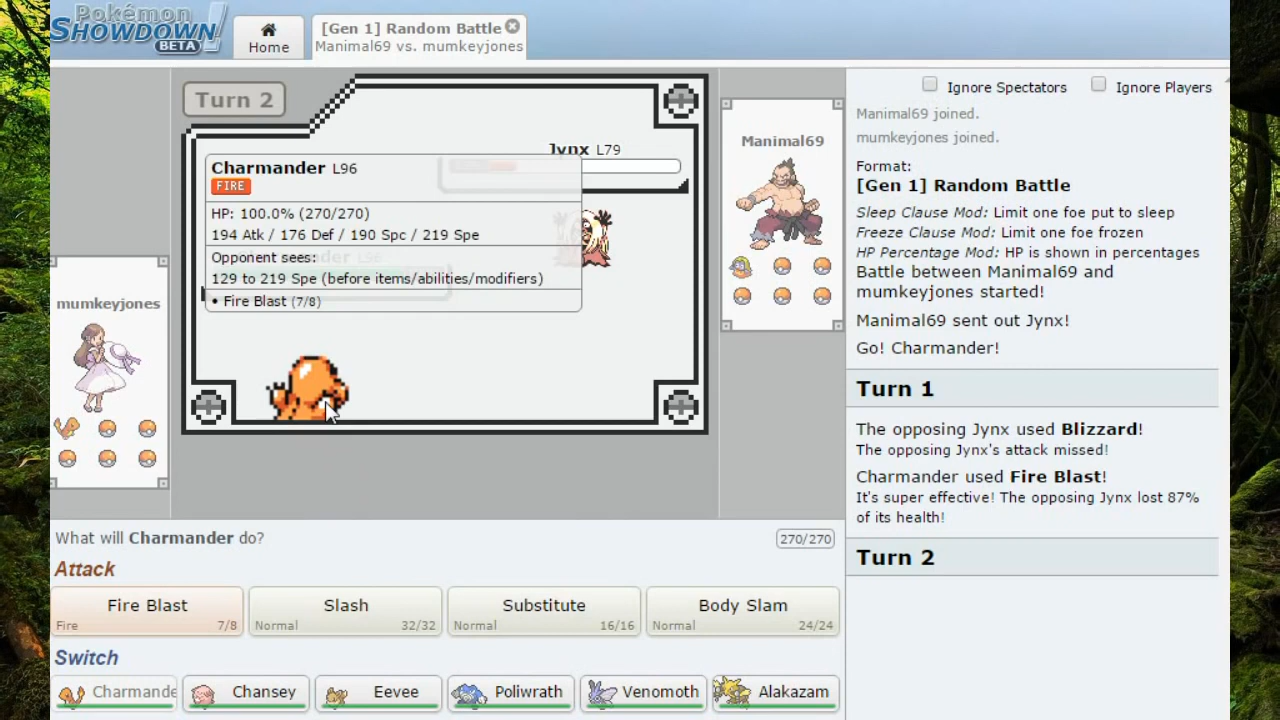 Pokémon
SHOWDOWN!
BETA
Home
[Gen 1] Random Battle
Manimal69 vs. mumkeyjones
Turn 2
Jynx L79
Charmander L96
FIRE
HP: 100.0% (270/270)
194 Atk / 176 Def / 190 Spc / 219 Spe
Opponent sees:
129 to 219 Spe (before items/abilities/modifiers)
• Fire Blast (7/8)
mumkeyjones
Manimal69
Ignore Spectators
Ignore Players
Manimal69 joined.
mumkeyjones joined.
Format:
[Gen 1] Random Battle
Sleep Clause Mod: Limit one foe put to sleep
Freeze Clause Mod: Limit one foe frozen
HP Percentage Mod: HP is shown in percentages
Battle between Manimal69 and
mumkeyjones started!
Manimal69 sent out Jynx!
Go! Charmander!
Turn 1
The opposing Jynx used Blizzard!
The opposing Jynx's attack missed!
Charmander used Fire Blast!
It's super effective! The opposing Jynx lost 87%
of its health!
Turn 2
What will Charmander do?
270/270
Attack
Fire Blast
Fire 7/8
Slash
Normal 32/32
Substitute
Normal 16/16
Body Slam
Normal 24/24
Switch
Charmande
Chansey
Eevee
Poliwrath
Venomoth
Alakazam